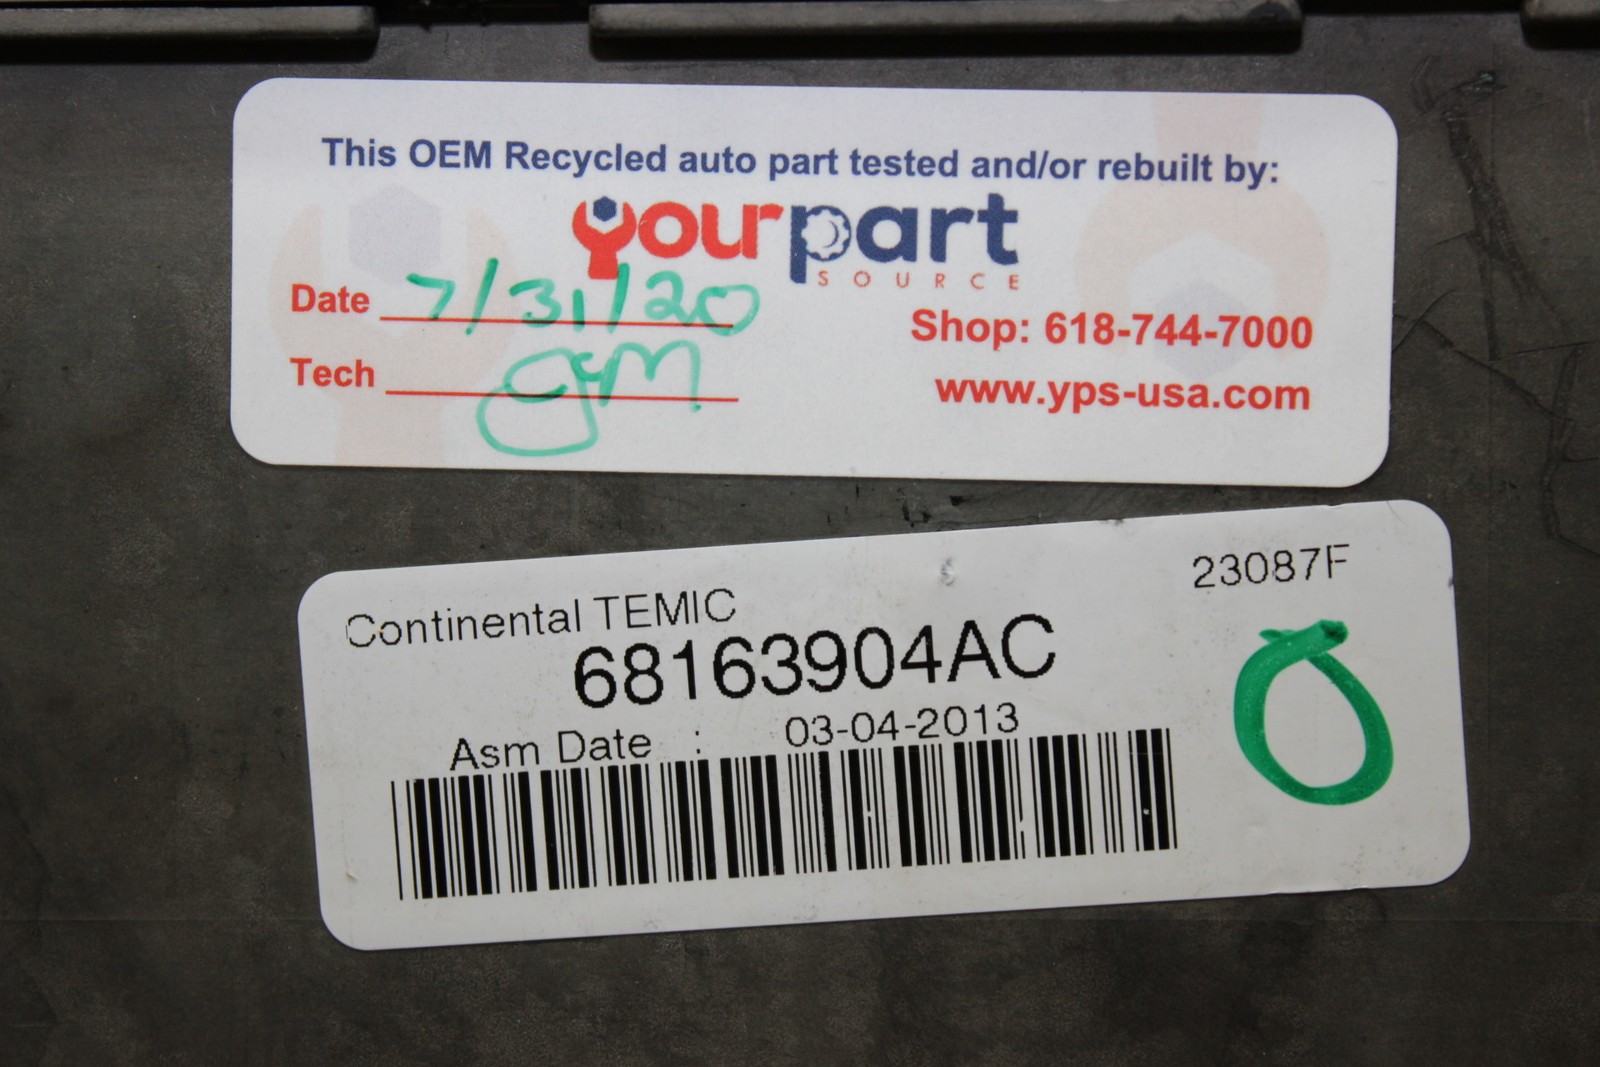 This OEM Recycled auto part tested and/or rebuilt by:
yourpart
SOURCE
Date 7/31/20
Shop: 618-744-7000
Tech
www.yps-usa.com
Continental TEMIC
23087F
68163904AC
Asm Date : 03-04-2013